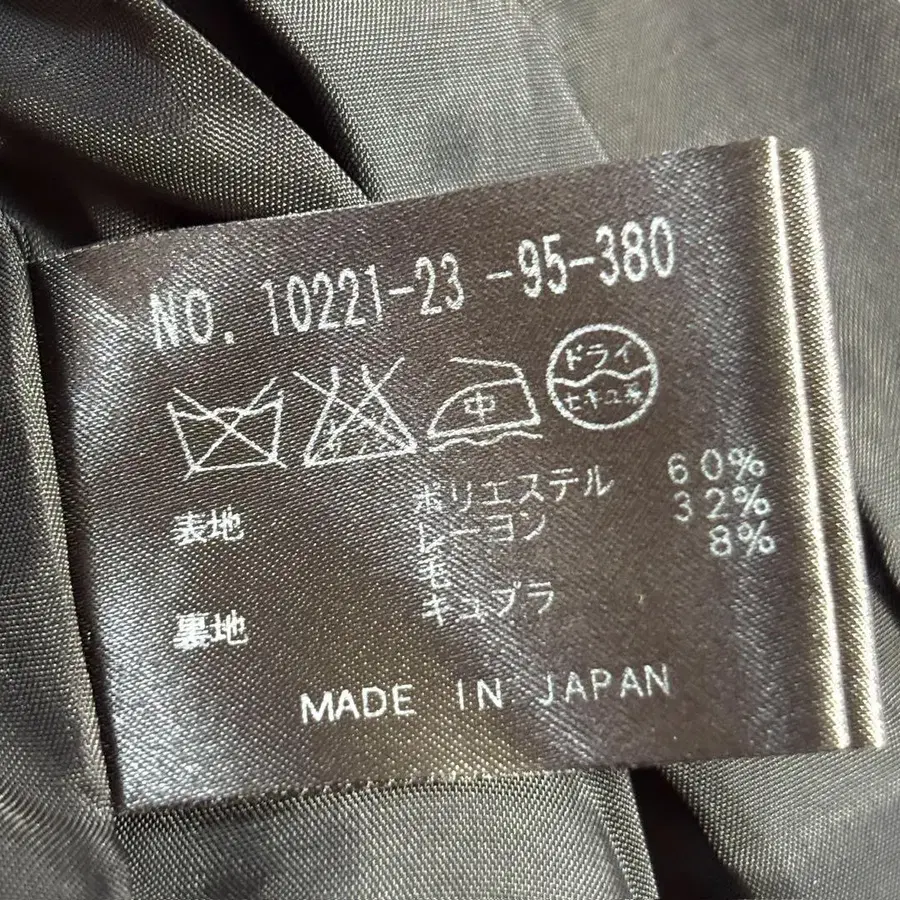 NO. 10221-23 -95-380
中
ドライ
セキユ系
表地 ポリエステル 60%
レーヨン 32%
毛 8%
裏地 キュプラ
MADE IN JAPAN